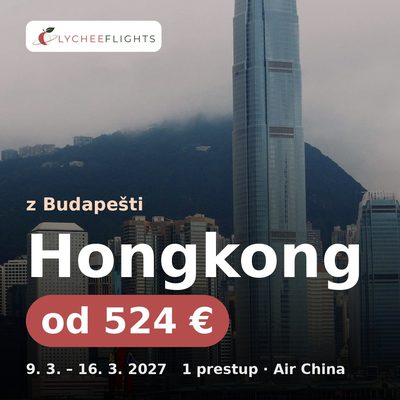 LYCHEEFLIGHTS
z Budapešti
Hongkong
od 524 €
9. 3. – 16. 3. 2027 1 prestup · Air China